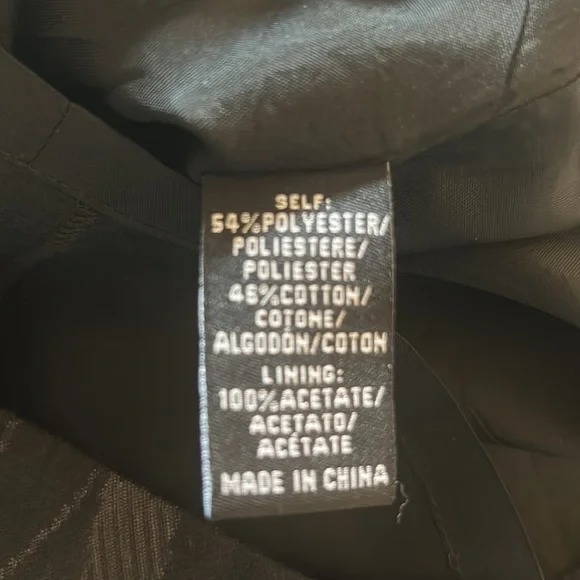 SELF:
54%POLYESTER/
POLIESTERE/
POLIESTER
46%COTTON/
COTONE/
ALGODÓN/COTON
LINING:
100%ACETATE/
ACETATO/
ACÉTATE
MADE IN CHINA